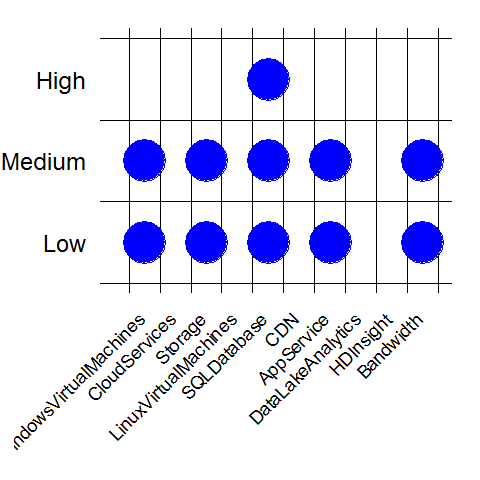 High
Medium
Low
ndowsVirtualMachines
CloudServices
Storage
LinuxVirtualMachines
SQLDatabase
CDN
AppService
DataLakeAnalytics
HDInsight
Bandwidth